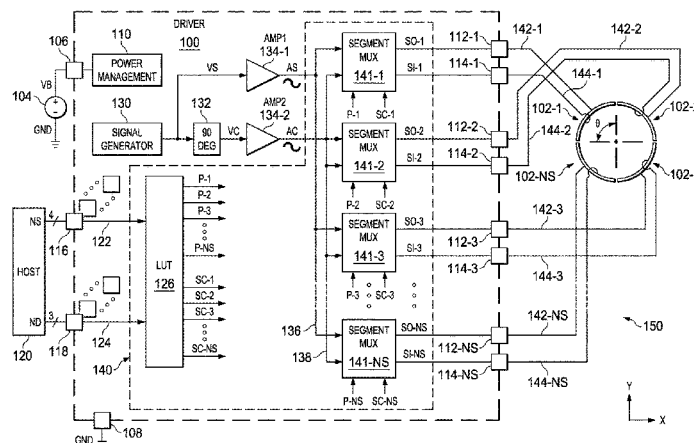 DRIVER
100
106
110
POWER
MANAGEMENT
VB
104
GND
130
SIGNAL
GENERATOR
VS
132
90
DEG
VC
AMP1
134-1
AS
AMP2
134-2
AC
SEGMENT
MUX
141-1
SO-1
SI-1
P-1
SC-1
112-1
114-1
142-1
144-1
142-2
SEGMENT
MUX
141-2
SO-2
SI-2
P-2
SC-2
112-2
114-2
144-2
102-1
θ
102-NS
SEGMENT
MUX
141-3
SO-3
SI-3
P-3
SC-3
112-3
114-3
142-3
144-3
SEGMENT
MUX
141-NS
SO-NS
SI-NS
P-NS
SC-NS
112-NS
114-NS
142-NS
144-NS
136
138
150
Y
X
HOST
120
NS
4
116
122
ND
3
118
124
LUT
126
140
P-1
P-2
P-3
P-NS
SC-1
SC-2
SC-3
SC-NS
108
GND